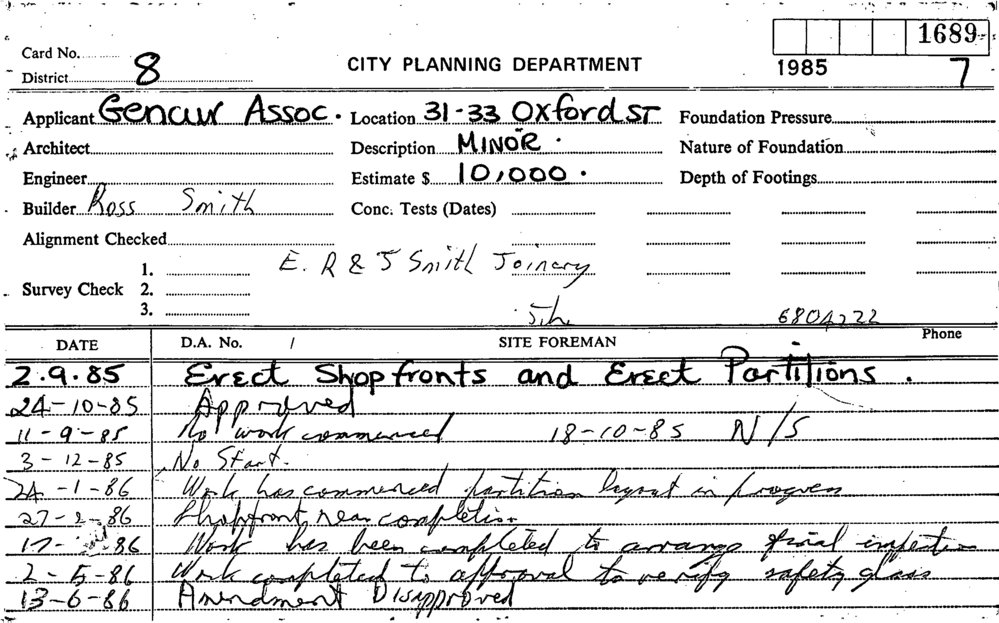 Card No. 1689
District 8 CITY PLANNING DEPARTMENT 1985 7
Applicant Gencur Assoc. Location 31-33 Oxford ST Foundation Pressure
Architect Description MINOR. Nature of Foundation
Engineer Estimate $ 10,000. Depth of Footings
Builder Ross Smith Conc. Tests (Dates)
Alignment Checked
E. R & J Smith Joinery
Survey Check 1. 2. 3.
6804222
DATE D.A. No. / SITE FOREMAN Phone
2.9.85 Erect Shopfronts and Erect Partitions.
24-10-85 Approved
11-9-85 No work commenced 18-10-85 N/S
3-12-85 No Start.
24-1-86 Work has commenced partition layout in progress
27-2-86 Shopfront near completion
17- -86 Work has been completed to arrange final inspection
2-5-86 Work completed to approval to verify safety glass
13-6-86 Amendment Disapproved